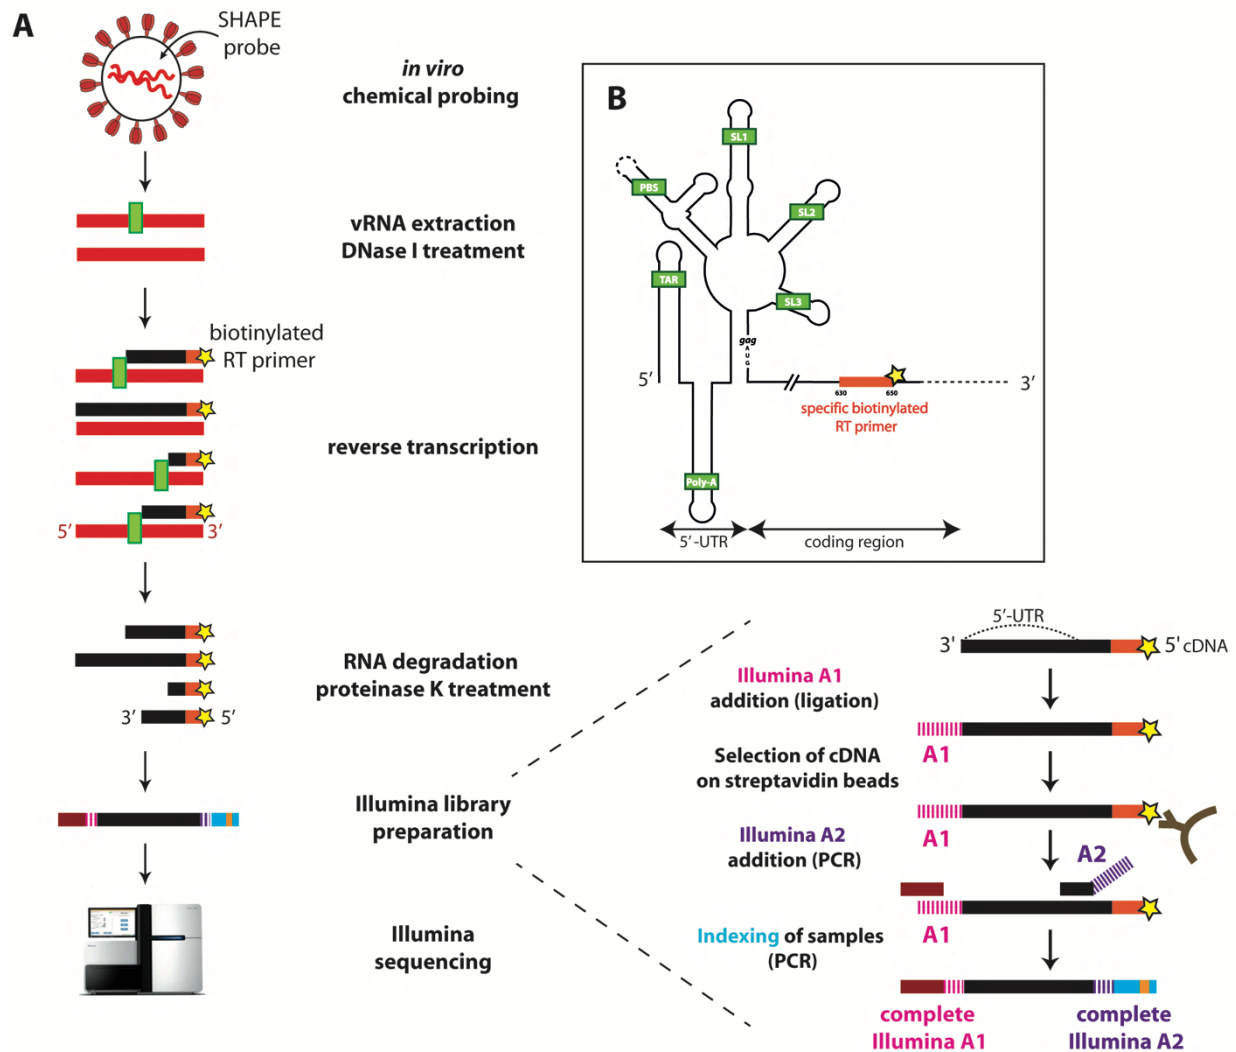 A
SHAPE
probe
in viro
chemical probing
vRNA extraction
DNase I treatment
biotinylated
RT primer
reverse transcription
5′
3′
RNA degradation
proteinase K treatment
3′
5′
Illumina library
preparation
Illumina
sequencing
B
SL1
PBS
SL2
TAR
SL3
gag
A
U
G
5′
3′
630
650
specific biotinylated
RT primer
Poly-A
5′-UTR
coding region
5′-UTR
3'
5' cDNA
Illumina A1
addition (ligation)
A1
Selection of cDNA
on streptavidin beads
A1
Illumina A2
addition (PCR)
A2
A1
Indexing of samples
(PCR)
complete
Illumina A1
complete
Illumina A2